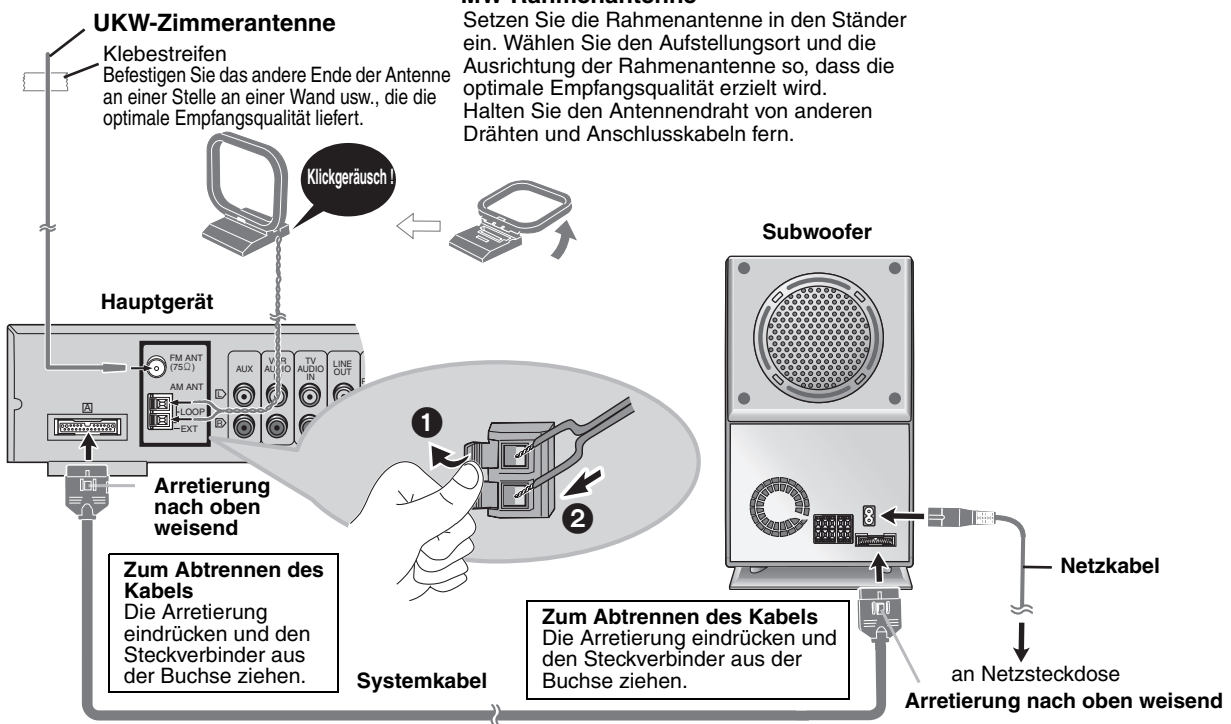 MW-Rahmenantenne
Setzen Sie die Rahmenantenne in den Ständer
ein. Wählen Sie den Aufstellungsort und die
Ausrichtung der Rahmenantenne so, dass die
optimale Empfangsqualität erzielt wird.
Halten Sie den Antennendraht von anderen
Drähten und Anschlusskabeln fern.
UKW-Zimmerantenne
Klebestreifen
Befestigen Sie das andere Ende der Antenne
an einer Stelle an einer Wand usw., die die
optimale Empfangsqualität liefert.
Klickgeräusch !
Subwoofer
Hauptgerät
FM ANT
(75Ω)
AM ANT
LOOP
EXT
A
L
R
AUX
VCR
AUDIO
TV
AUDIO
IN
LINE
OUT
1
2
Arretierung
nach oben
weisend
Zum Abtrennen des
Kabels
Die Arretierung
eindrücken und den
Steckverbinder aus
der Buchse ziehen.
Systemkabel
Zum Abtrennen des Kabels
Die Arretierung eindrücken und
den Steckverbinder aus der
Buchse ziehen.
Netzkabel
an Netzsteckdose
Arretierung nach oben weisend